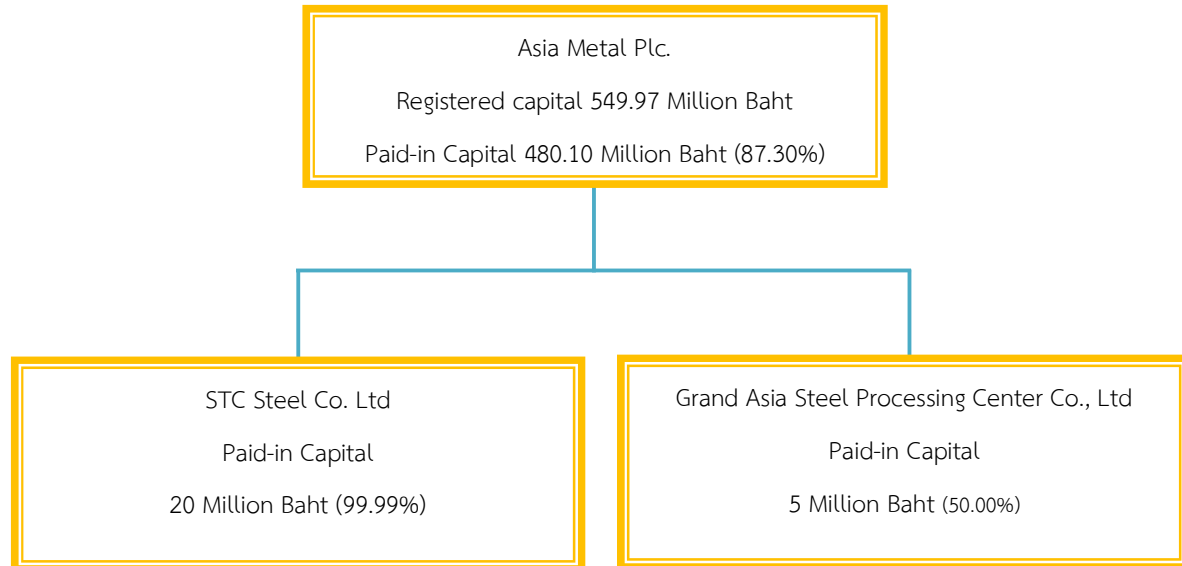 Asia Metal Plc.
Registered capital 549.97 Million Baht
Paid-in Capital 480.10 Million Baht (87.30%)
STC Steel Co. Ltd
Paid-in Capital
20 Million Baht (99.99%)
Grand Asia Steel Processing Center Co., Ltd
Paid-in Capital
5 Million Baht (50.00%)